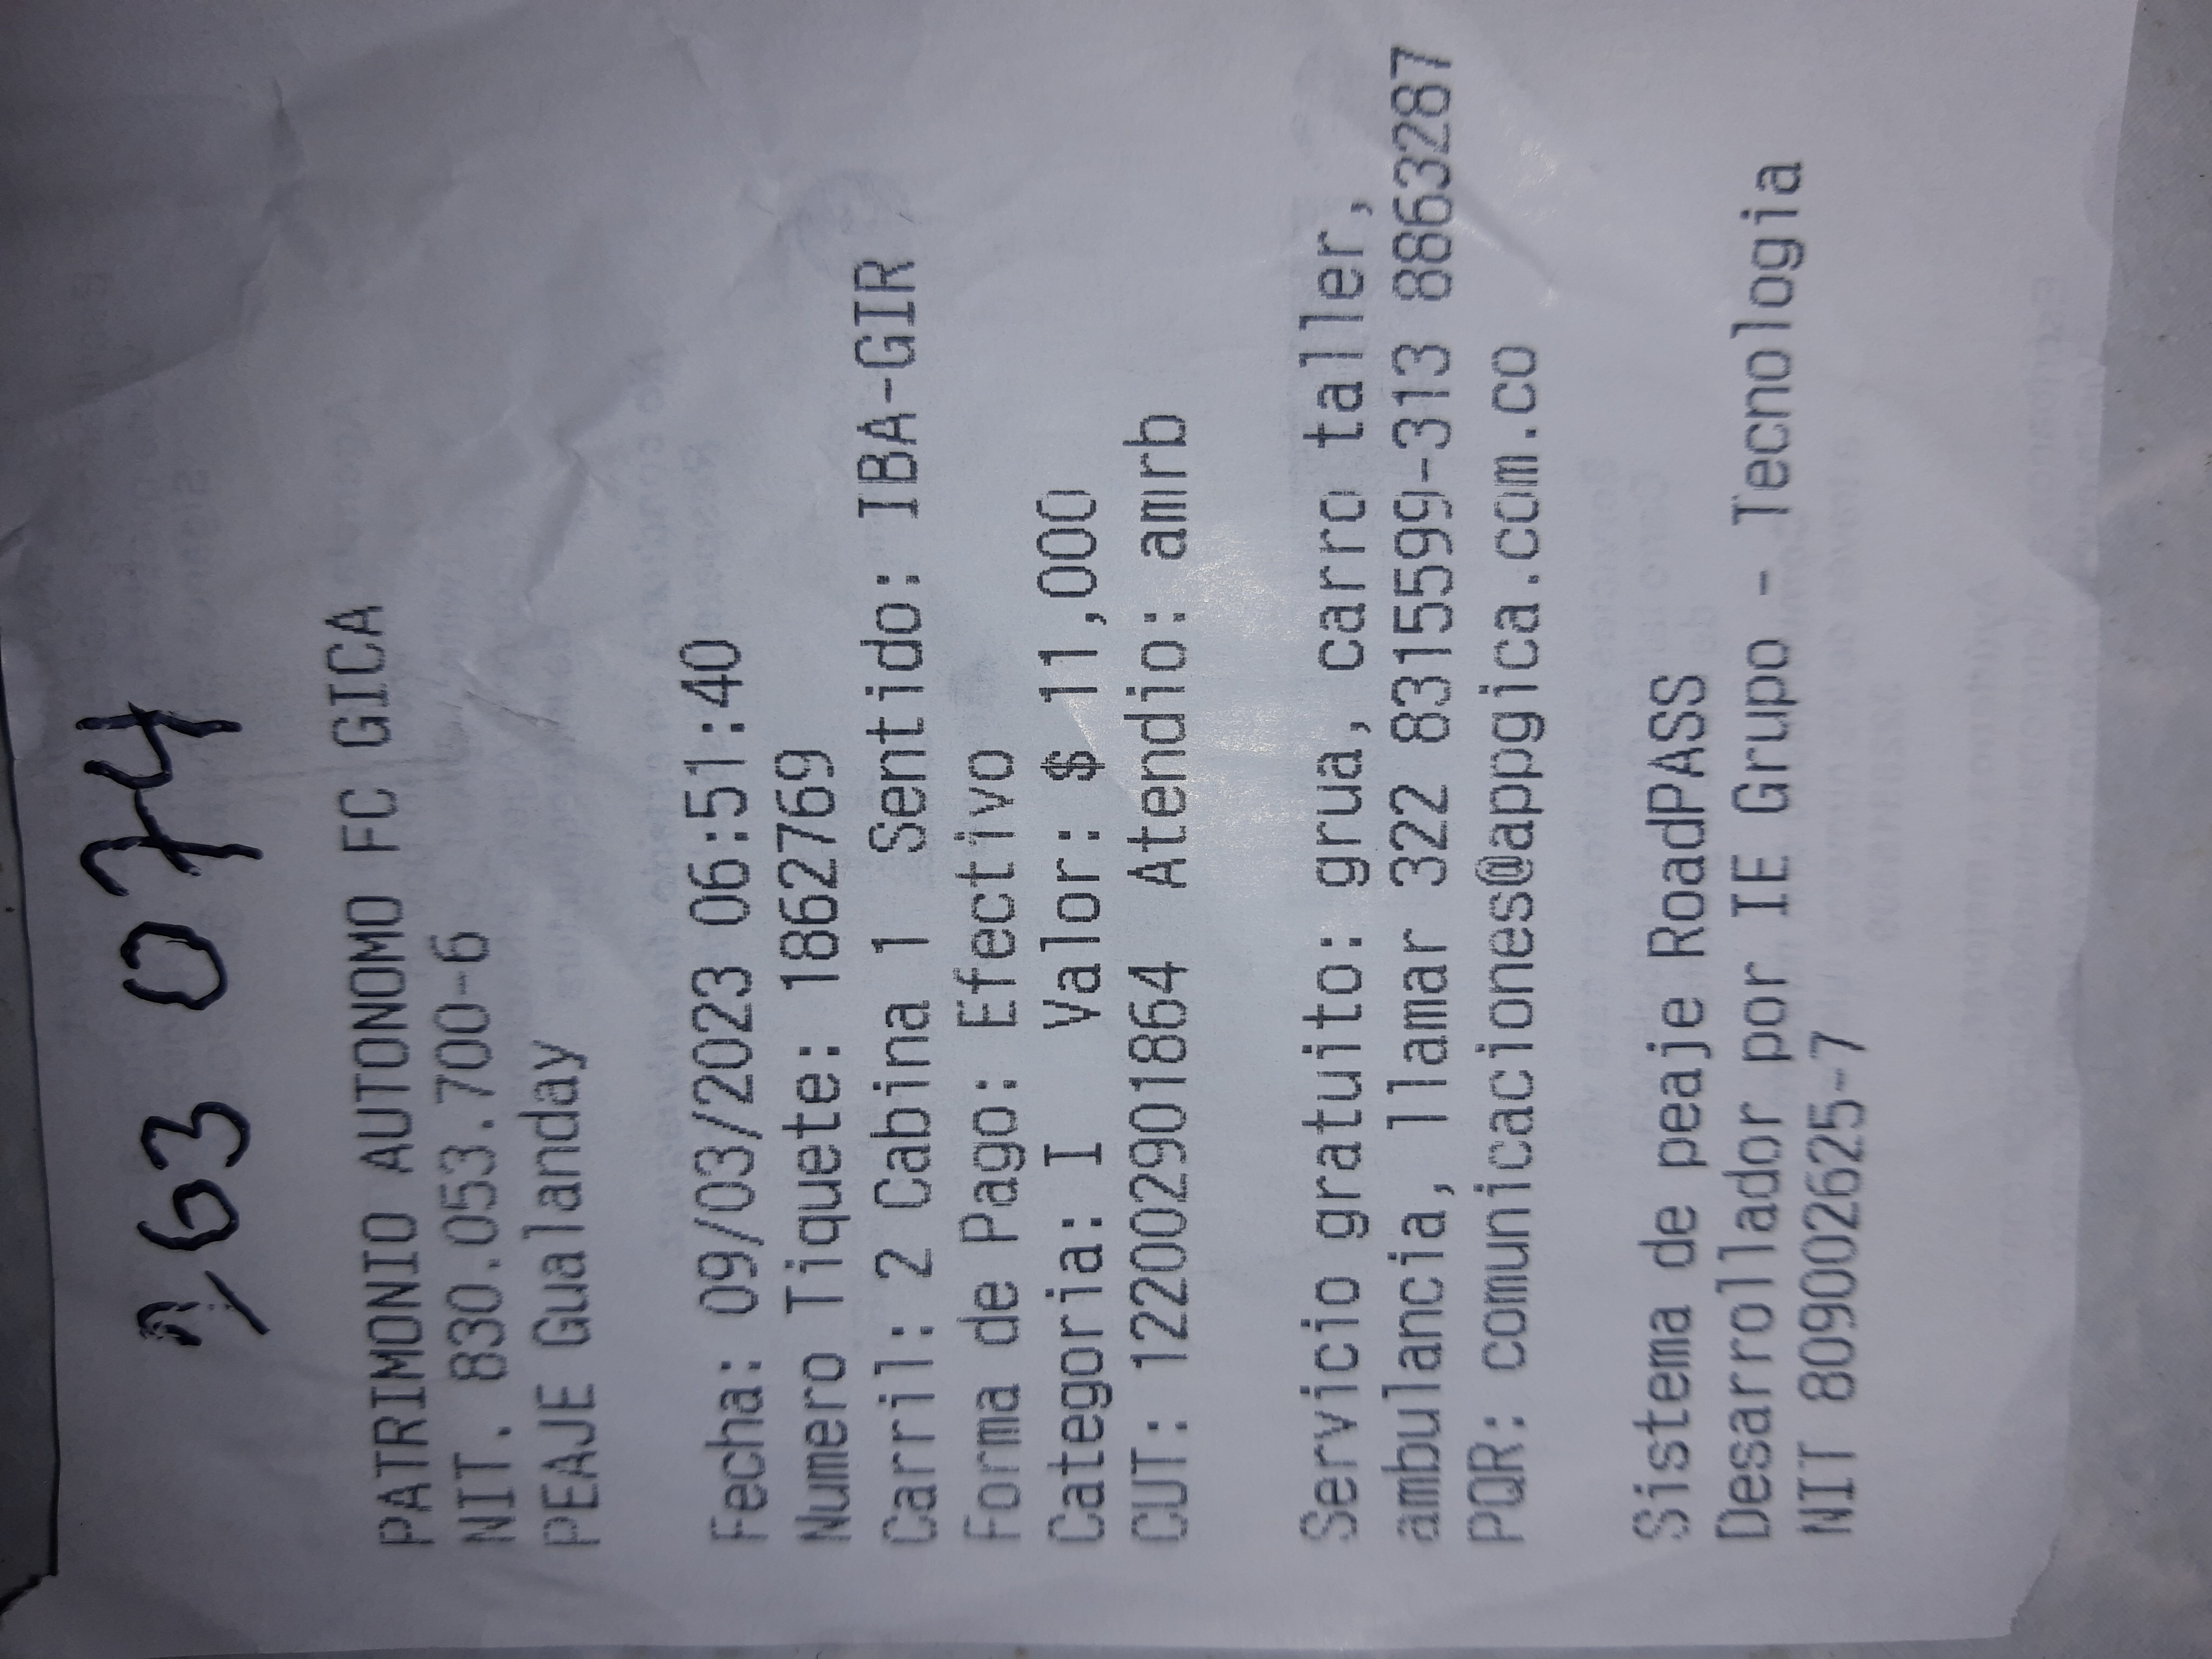 263 074
PATRIMONIO AUTONOMO FC GICA
NIT. 830.053.700-6
PEAJE Gualanday
Fecha: 09/03/2023 06:51:40
Numero Tiquete: 1862769
Carril: 2 Cabina 1 Sentido: IBA-GIR
Forma de Pago: Efectivo
Categoria: I Valor: $ 11,000
CUT: 122002901864 Atendio: amrb
Servicio gratuito: grua, carro taller,
ambulancia, llamar 322 8315599-313 8863287
PQR: comunicaciones@appgica.com.co
Sistema de peaje RoadPASS
Desarrollador por IE Grupo - Tecnologia
NIT 809002625-7